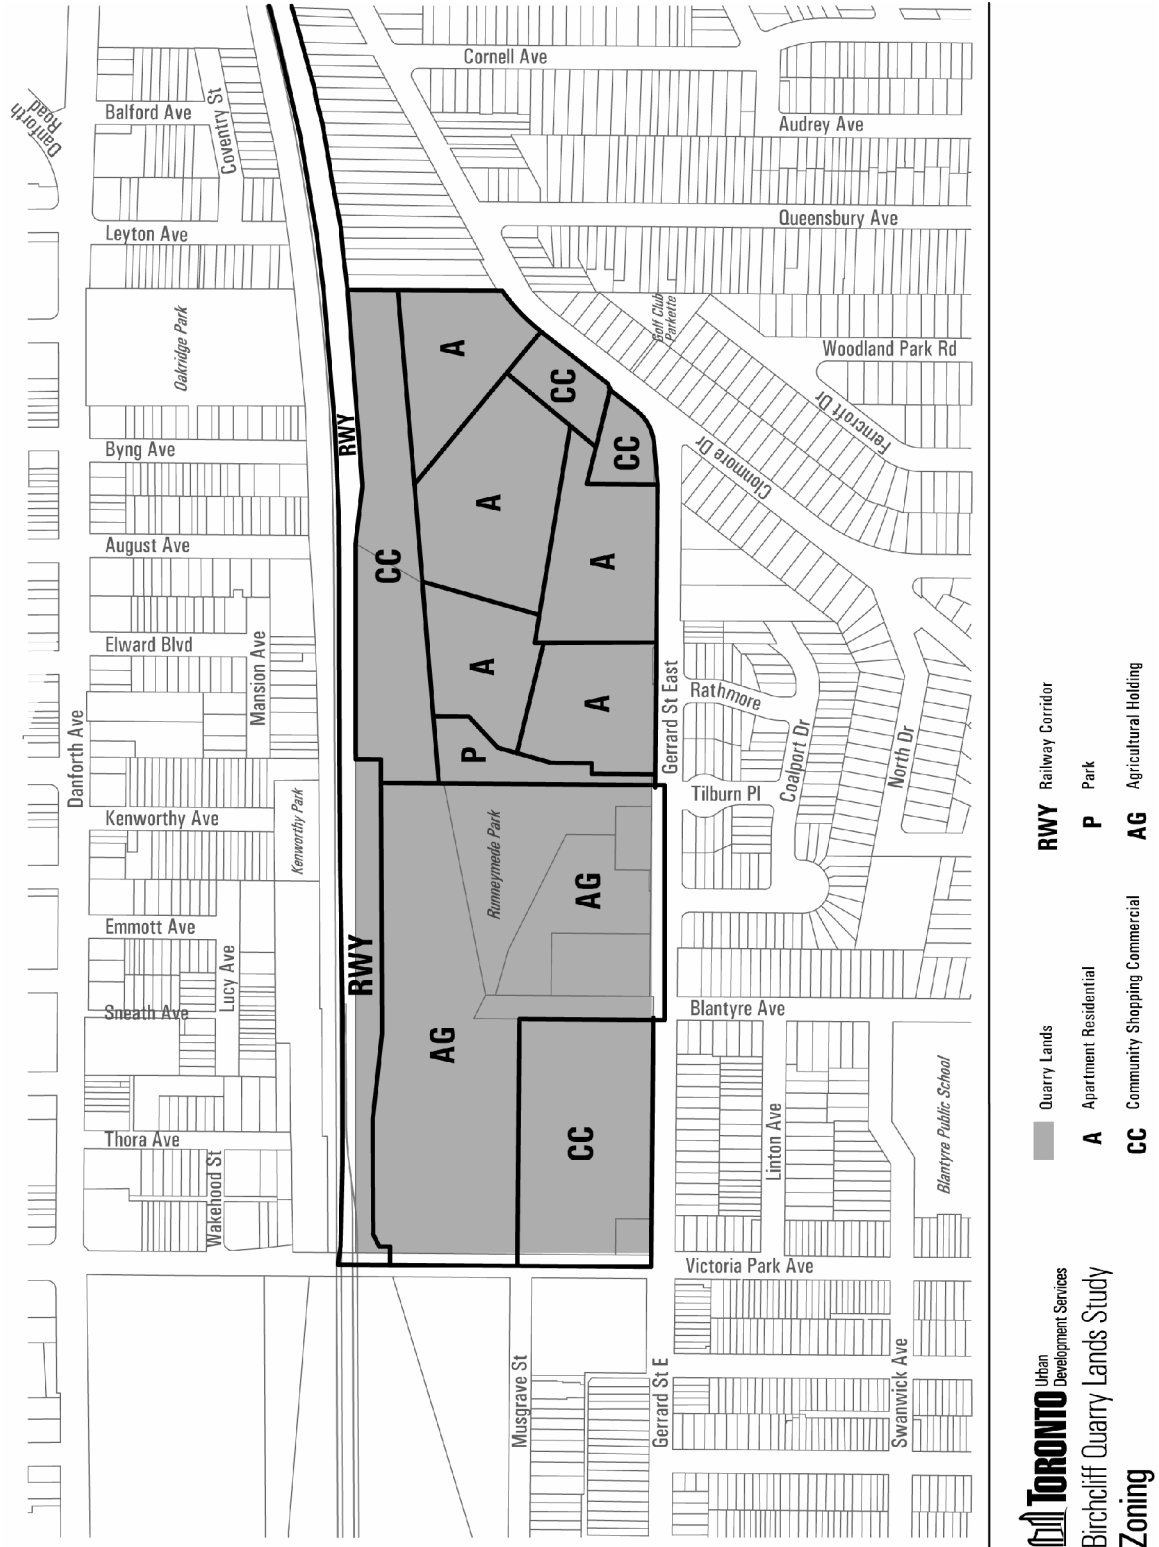 Danforth
Road
Balford Ave
Coventry St
Leyton Ave
Oakridge Park
Byng Ave
August Ave
Elward Blvd
Mansion Ave
Danforth Ave
Kenworthy Ave
Kenworthy Park
Emmott Ave
Lucy Ave
Sneath Ave
Thora Ave
Wakehood St
Cornell Ave
Audrey Ave
Queensbury Ave
Golf Club
Parkette
Woodland Park Rd
Ferncroft Dr
Clonmore Dr
RWY
A
CC
CC
A
CC
A
A
A
P
Gerrard St East
Rathmore
Coalport Dr
North Dr
Tilburn Pl
Runneymede Park
AG
RWY
AG
CC
Blantyre Ave
Linton Ave
Blantyre Public School
Victoria Park Ave
Musgrave St
Gerrard St E
Swanwick Ave
Quarry Lands
A Apartment Residential
CC Community Shopping Commercial
RWY Railway Corridor
P Park
AG Agricultural Holding
TORONTO Urban
Development Services
Birchcliff Quarry Lands Study
Zoning